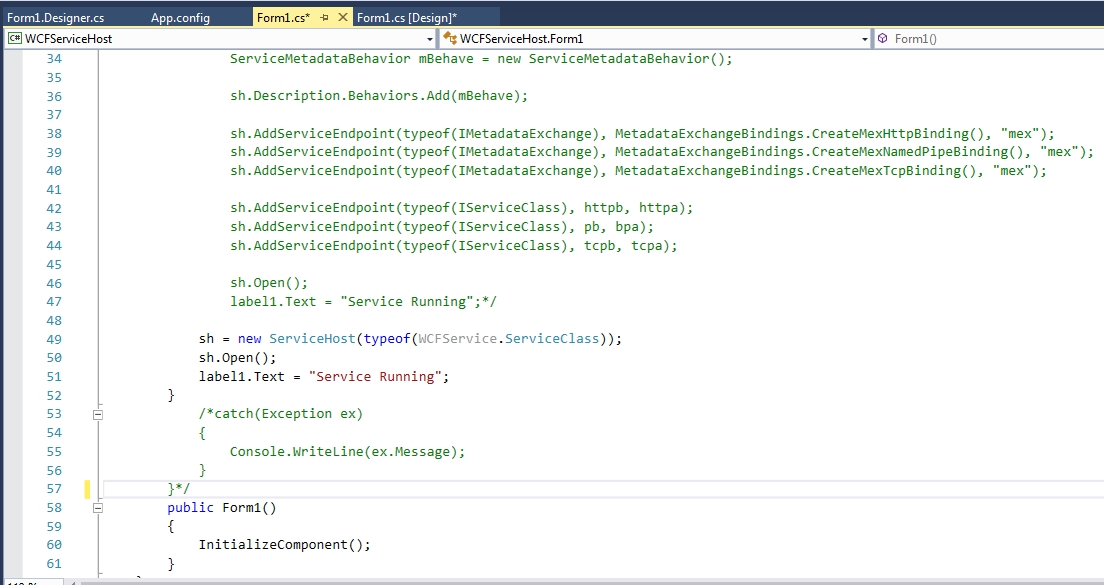 Form1.Designer.cs App.config Form1.cs* Form1.cs [Design]*
C# WCFServiceHost WCFServiceHost.Form1 Form1()
34 ServiceMetadataBehavior mBehave = new ServiceMetadataBehavior();
35
36 sh.Description.Behaviors.Add(mBehave);
37
38 sh.AddServiceEndpoint(typeof(IMetadataExchange), MetadataExchangeBindings.CreateMexHttpBinding(), "mex");
39 sh.AddServiceEndpoint(typeof(IMetadataExchange), MetadataExchangeBindings.CreateMexNamedPipeBinding(), "mex");
40 sh.AddServiceEndpoint(typeof(IMetadataExchange), MetadataExchangeBindings.CreateMexTcpBinding(), "mex");
41
42 sh.AddServiceEndpoint(typeof(IServiceClass), httpb, httpa);
43 sh.AddServiceEndpoint(typeof(IServiceClass), pb, bpa);
44 sh.AddServiceEndpoint(typeof(IServiceClass), tcpb, tcpa);
45
46 sh.Open();
47 label1.Text = "Service Running";*/
48
49 sh = new ServiceHost(typeof(WCFService.ServiceClass));
50 sh.Open();
51 label1.Text = "Service Running";
52 }
53 /*catch(Exception ex)
54 {
55 Console.WriteLine(ex.Message);
56 }
57 }*/
58 public Form1()
59 {
60 InitializeComponent();
61 }